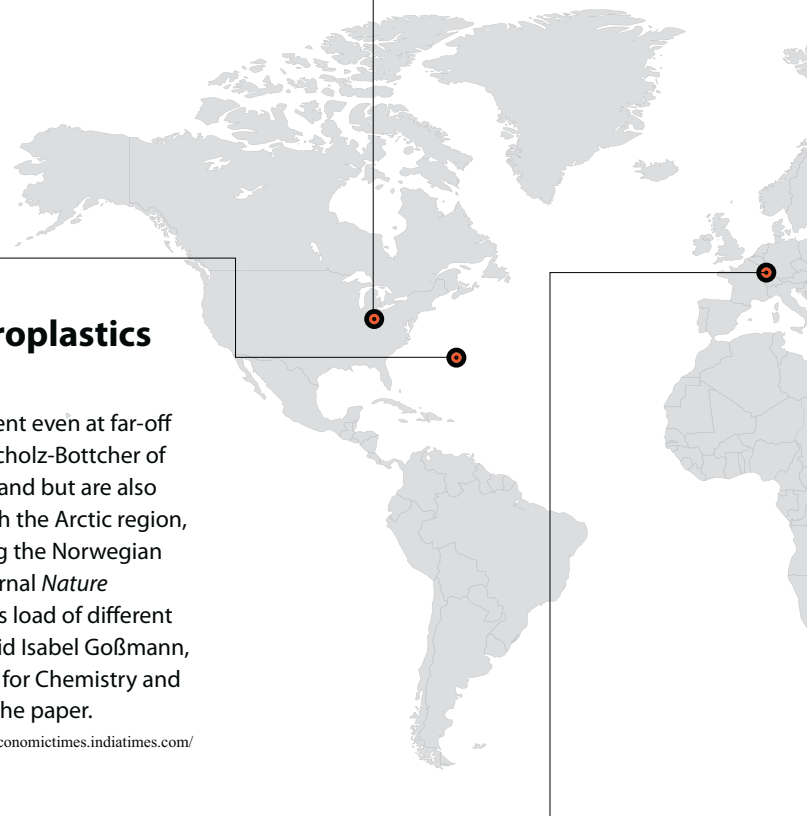 roplastics
ent even at far-off
cholz-Bottcher of
and but are also
h the Arctic region,
g the Norwegian
rnal Nature
s load of different
id Isabel Goßmann,
for Chemistry and
he paper.
conomictimes.indiatimes.com/